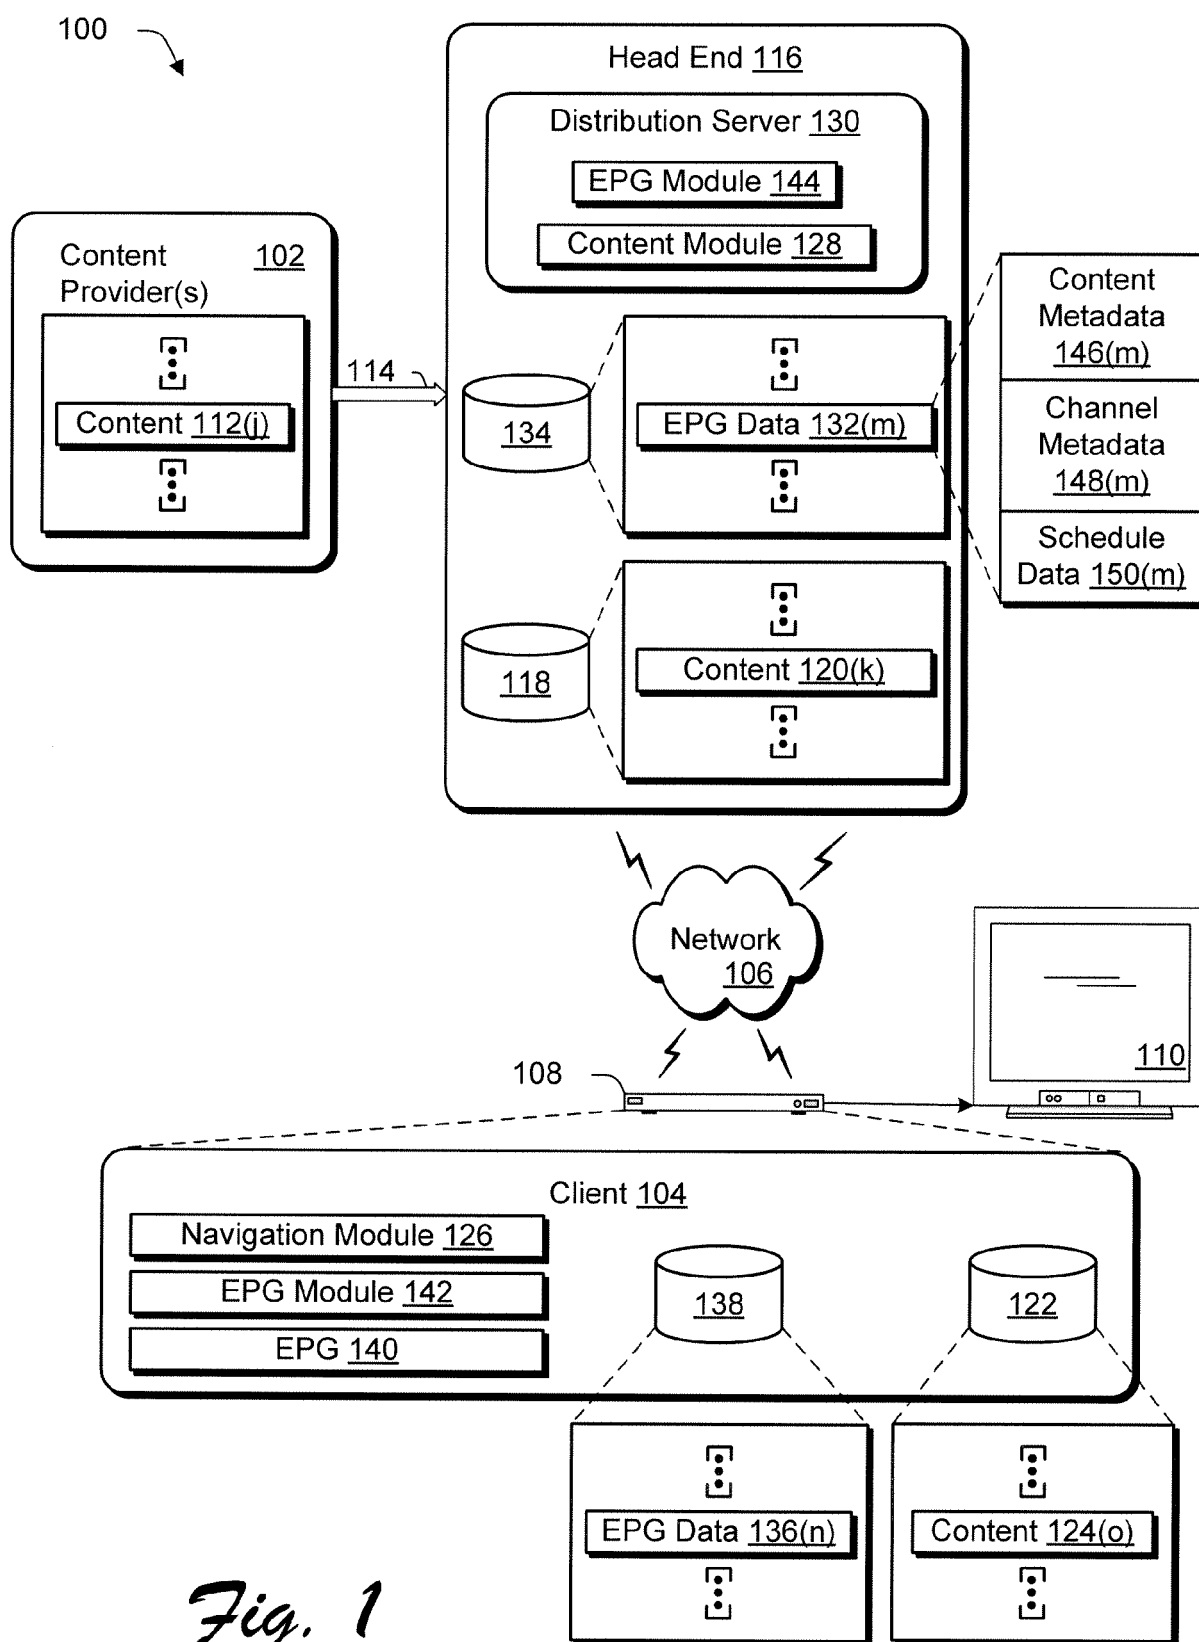 100
Head End 116
Distribution Server 130
EPG Module 144
Content Module 128
Content 102
Provider(s)
Content 112(j)
114
134
EPG Data 132(m)
Content
Metadata
146(m)
Channel
Metadata
148(m)
Schedule
Data 150(m)
118
Content 120(k)
Network
106
110
108
Client 104
Navigation Module 126
EPG Module 142
EPG 140
138
122
EPG Data 136(n)
Content 124(o)
Fig. 1